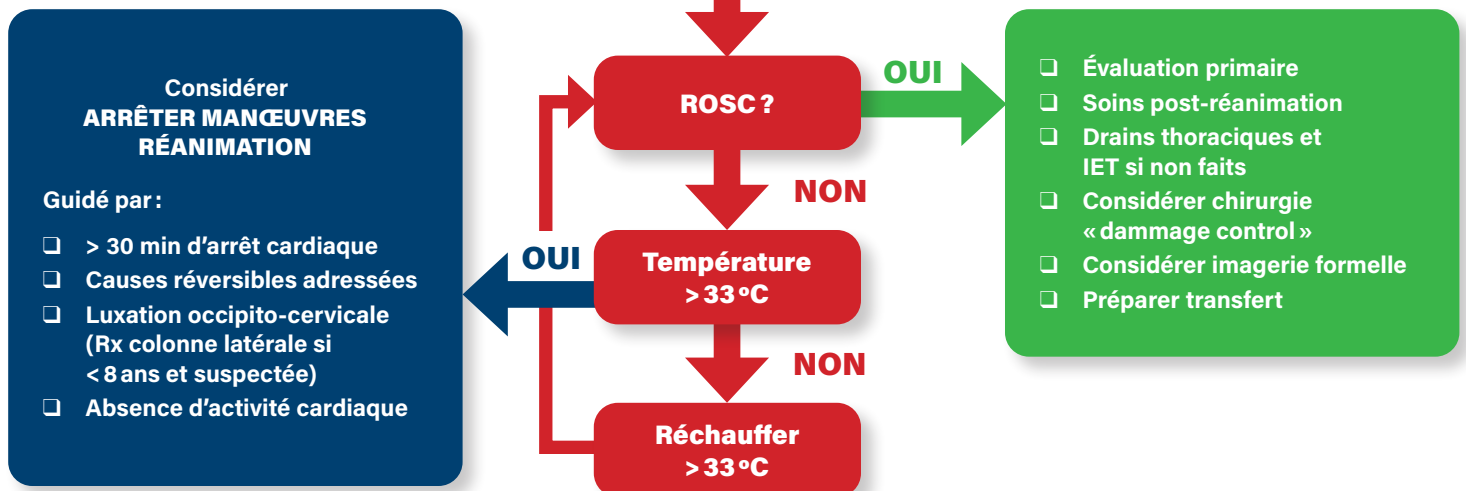 Considérer
ARRÊTER MANŒUVRES
RÉANIMATION
Guidé par :
❑ > 30 min d’arrêt cardiaque
❑ Causes réversibles adressées
❑ Luxation occipito-cervicale
(Rx colonne latérale si
< 8 ans et suspectée)
❑ Absence d’activité cardiaque
ROSC ?
OUI
NON
OUI
Température
> 33 °C
NON
Réchauffer
> 33 °C
❑ Évaluation primaire
❑ Soins post-réanimation
❑ Drains thoraciques et
IET si non faits
❑ Considérer chirurgie
« dammage control »
❑ Considérer imagerie formelle
❑ Préparer transfert